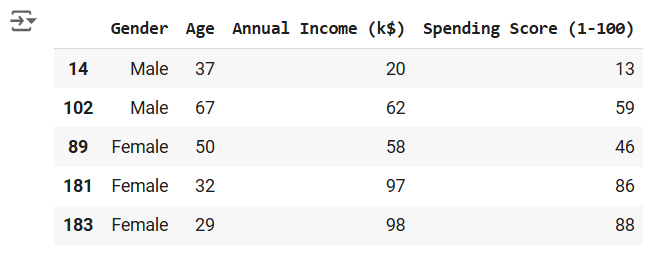 Gender Age Annual Income (k$) Spending Score (1-100)
14 Male 37 20 13
102 Male 67 62 59
89 Female 50 58 46
181 Female 32 97 86
183 Female 29 98 88